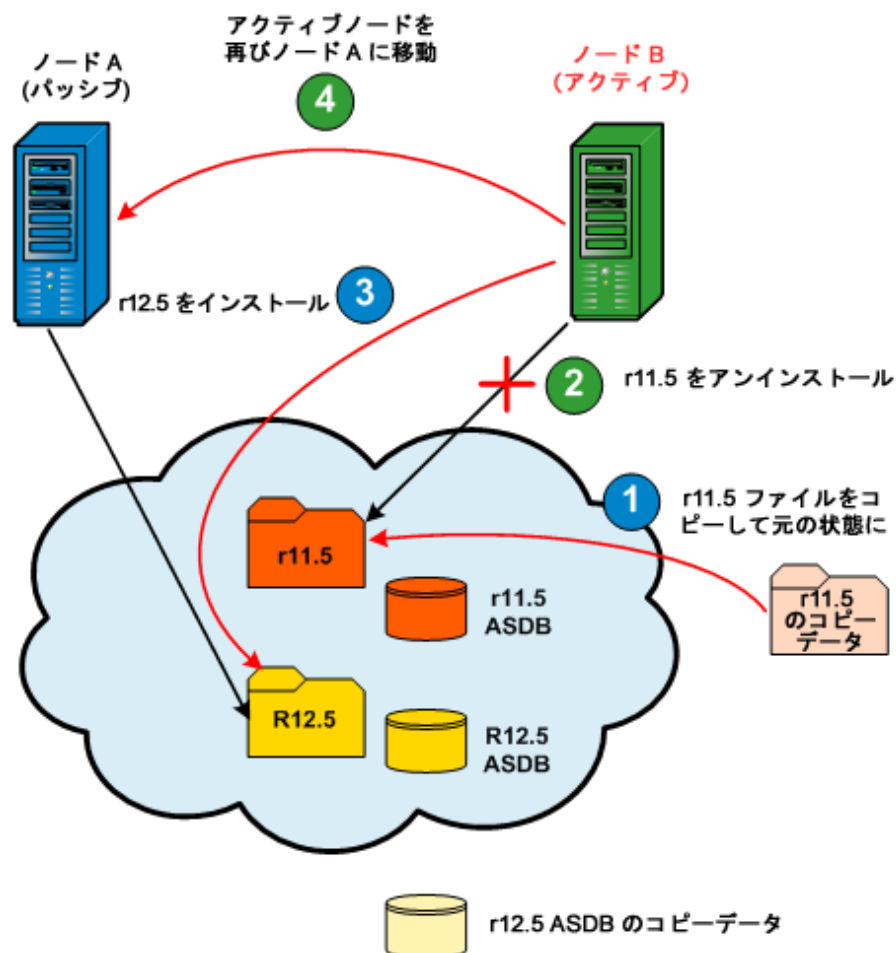 アクティブノードを
再びノード A に移動
ノード A
(パッシブ)
ノード B
(アクティブ)
4
r12.5 をインストール
3
2
r11.5 をアンインストール
1
r11.5 ファイルをコ
ピーして元の状態に
r11.5
r11.5
ASDB
r11.5
のコピー
データ
R12.5
R12.5
ASDB
r12.5 ASDB のコピーデータ